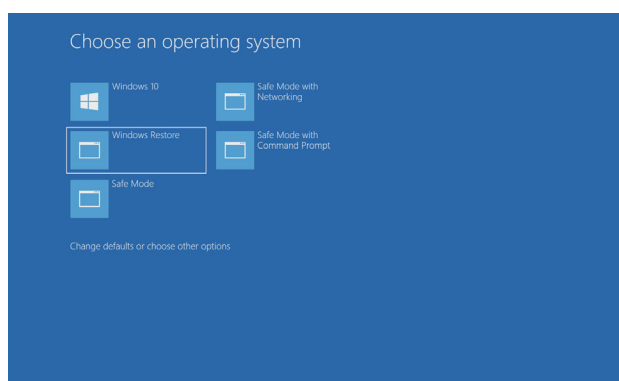 Choose an operating system
Windows 10
Windows Restore
Safe Mode
Safe Mode with
Networking
Safe Mode with
Command Prompt
Change defaults or choose other options